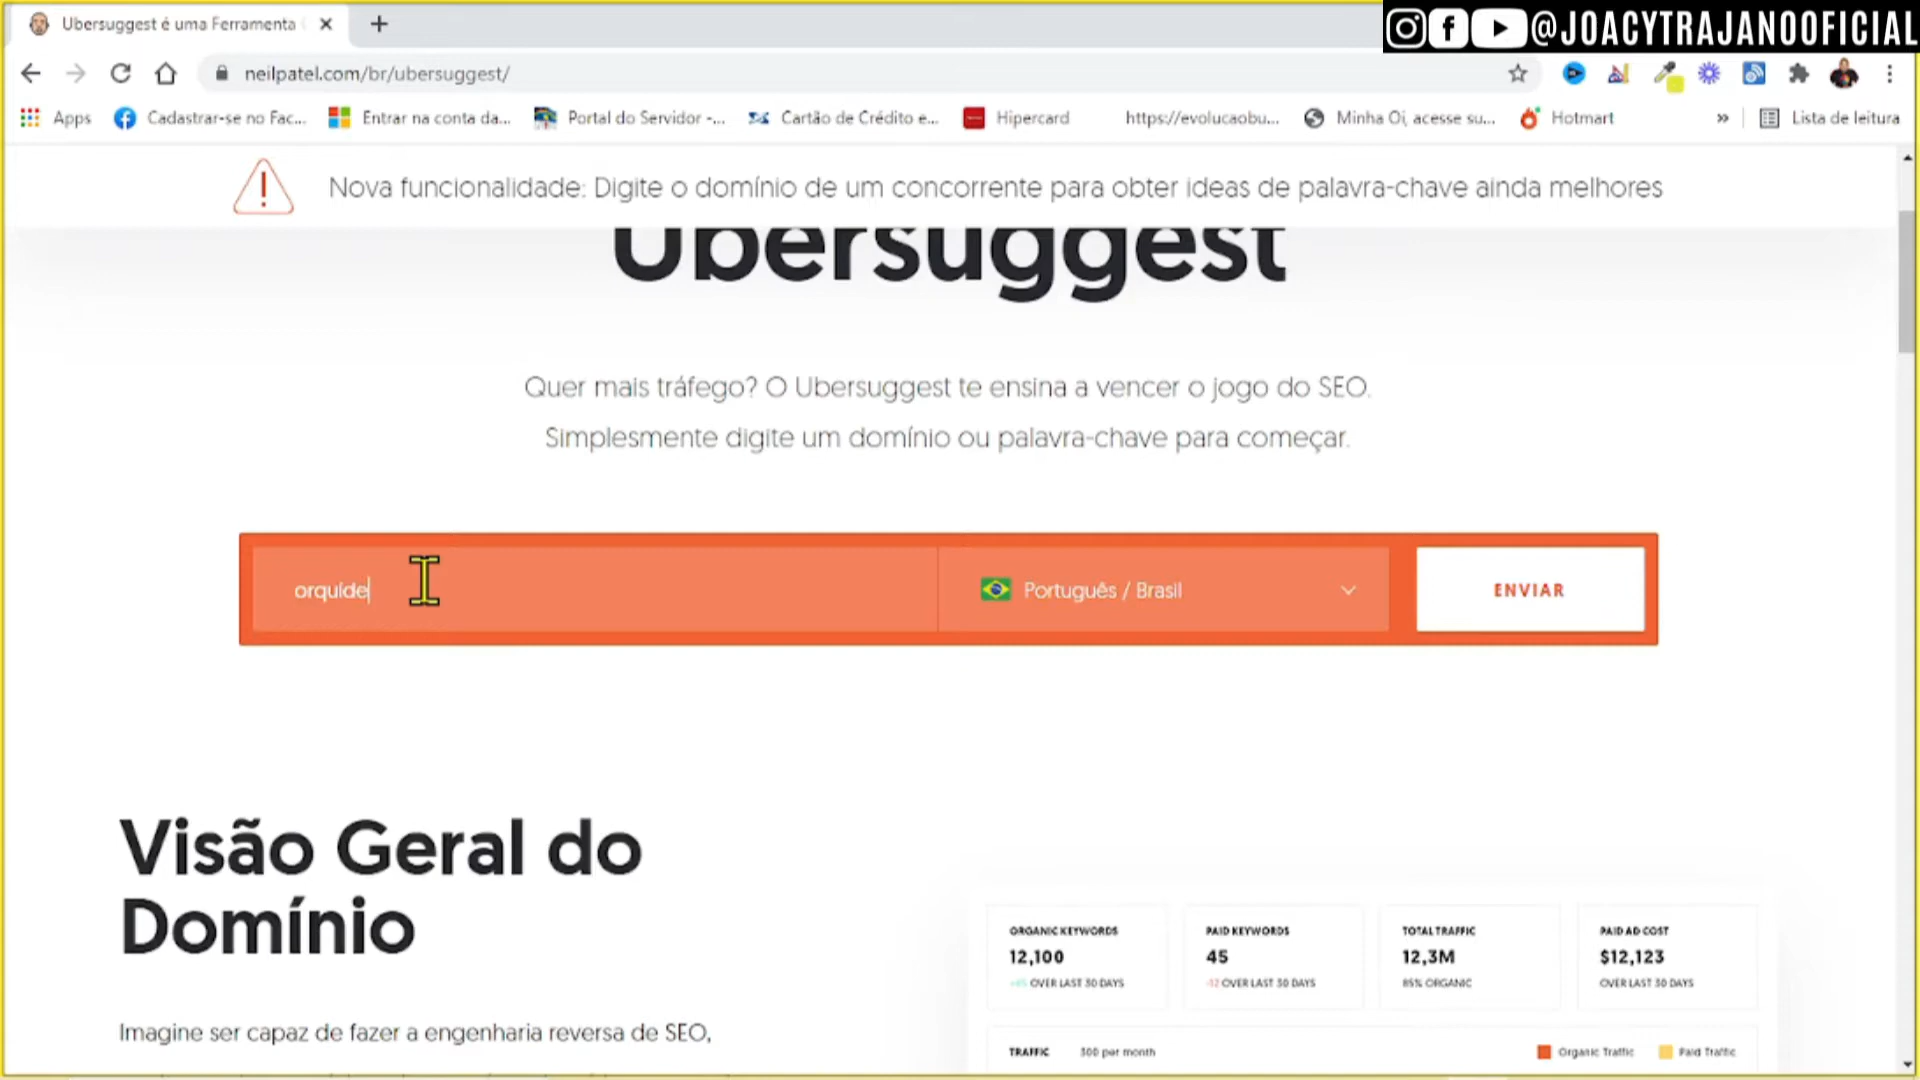 @JOACYTRAJANOOFICIAL
Ubersuggest é uma Ferramenta
neilpatel.com/br/ubersuggest/
Apps
Cadastrar-se no Fac...
Entrar na conta da...
Portal do Servidor -...
Cartão de Crédito e...
Hipercard
https://evolucaobu...
Minha Oi, acesse su...
Hotmart
»
Lista de leitura
Nova funcionalidade: Digite o domínio de um concorrente para obter ideas de palavra-chave ainda melhores
Ubersuggest
Quer mais tráfego? O Ubersuggest te ensina a vencer o jogo do SEO.
Simplesmente digite um domínio ou palavra-chave para começar.
orquíde
Português / Brasil
ENVIAR
Visão Geral do
Domínio
Imagine ser capaz de fazer a engenharia reversa de SEO,
ORGANIC KEYWORDS
12,100
OVER LAST 30 DAYS
PAID KEYWORDS
45
-12 OVER LAST 30 DAYS
TOTAL TRAFFIC
12,3M
85% ORGANIC
PAID AD COST
$12,123
OVER LAST 30 DAYS
TRAFFIC
300 per month
Organic Traffic
Paid Traffic